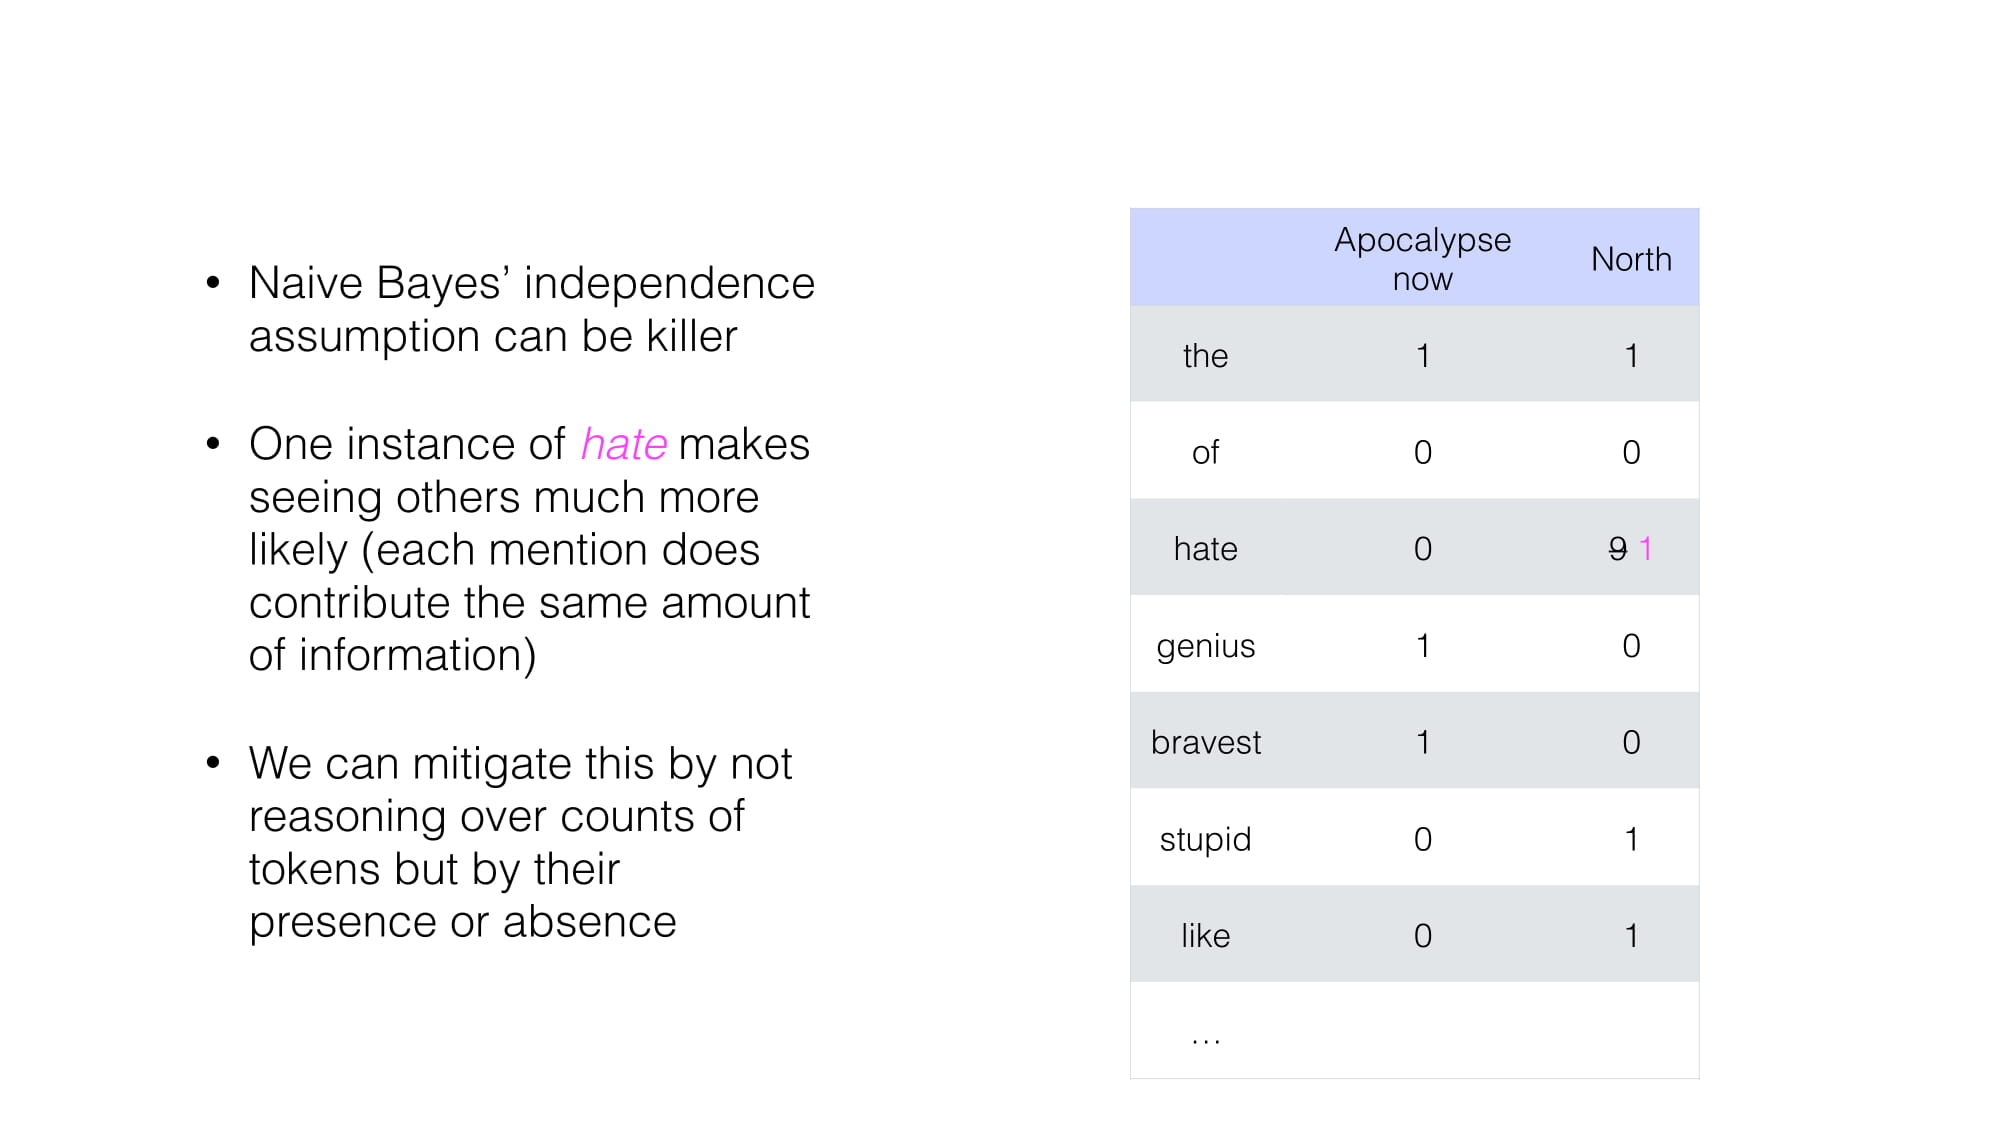 • Naive Bayes’ independence
assumption can be killer
• One instance of hate makes
seeing others much more
likely (each mention does
contribute the same amount
of information)
• We can mitigate this by not
reasoning over counts of
tokens but by their
presence or absence
Apocalypse
now North
the 1 1
of 0 0
hate 0 9 1
genius 1 0
bravest 1 0
stupid 0 1
like 0 1
…